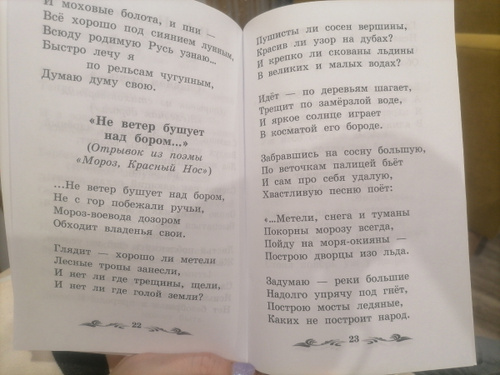 И моховые болота, и пни —
Всё хорошо под сиянием лунным,
Всюду родимую Русь узнаю...
Быстро лечу я
по рельсам чугунным,
Думаю думу свою.
«Не ветер бушует
над бором...»
(Отрывок из поэмы
«Мороз, Красный Нос»)
...Не ветер бушует над бором,
Не с гор побежали ручьи,
Мороз-воевода дозором
Обходит владенья свои.
Глядит — хорошо ли метели
Лесные тропы занесли,
И нет ли где трещины, щели,
И нет ли где голой земли?
22
Пушисты ли сосен вершины,
Красив ли узор на дубах?
И крепко ли скованы льдины
В великих и малых водах?
Идёт — по деревьям шагает,
Трещит по замёрзлой воде,
И яркое солнце играет
В косматой его бороде.
Забравшись на сосну большую,
По веточкам палицей бьёт
И сам про себя удалую,
Хвастливую песню поёт:
«...Метели, снега и туманы
Покорны морозу всегда,
Пойду на моря-окияны —
Построю дворцы изо льда.
Задумаю — реки большие
Надолго упрячу под гнёт,
Построю мосты ледяные,
Каких не построит народ.
23